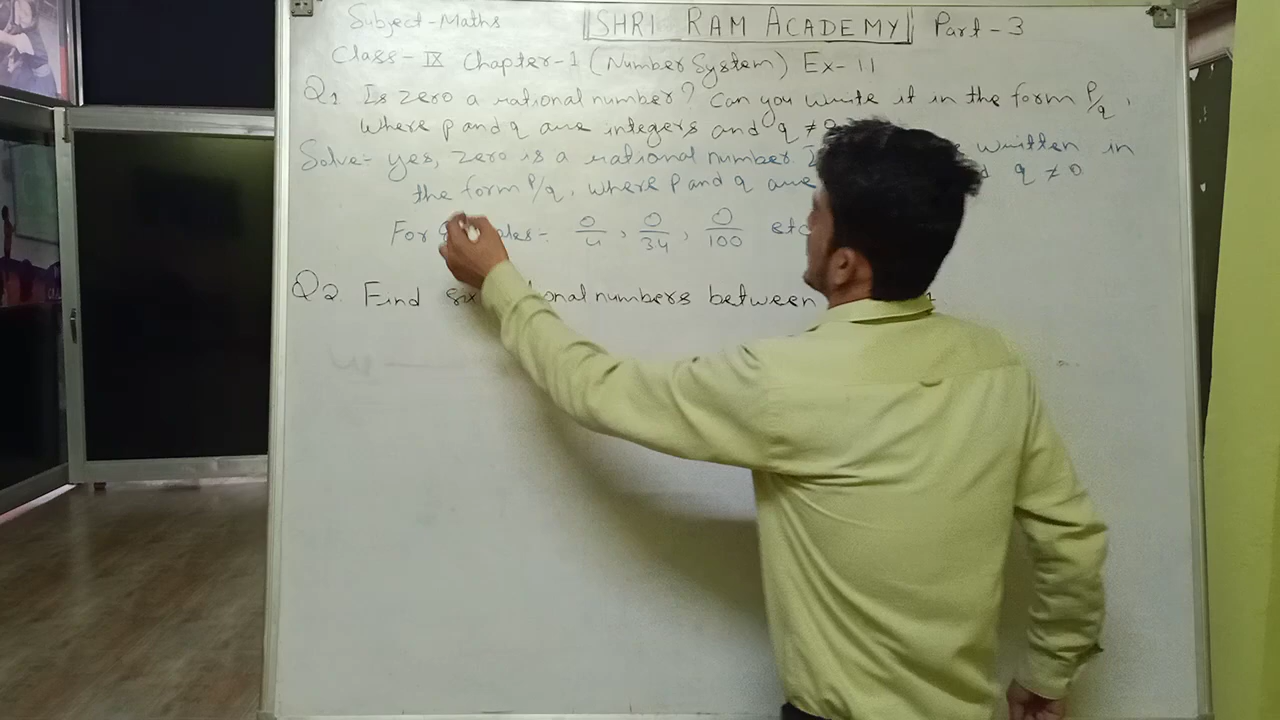 Subject-Maths SHRI RAM ACADEMY Part-3
Class-IX Chapter-1 (Number System) Ex-1.1
Q1 Is zero a rational number? Can you write it in the form P/q,
where p and q are integers and q ≠ 0
Solve- yes, zero is a rational number written in
the form P/q, where P and q are q ≠ 0
For 0/4, 0/34, 0/100 etc
Q2 Find six numbers between